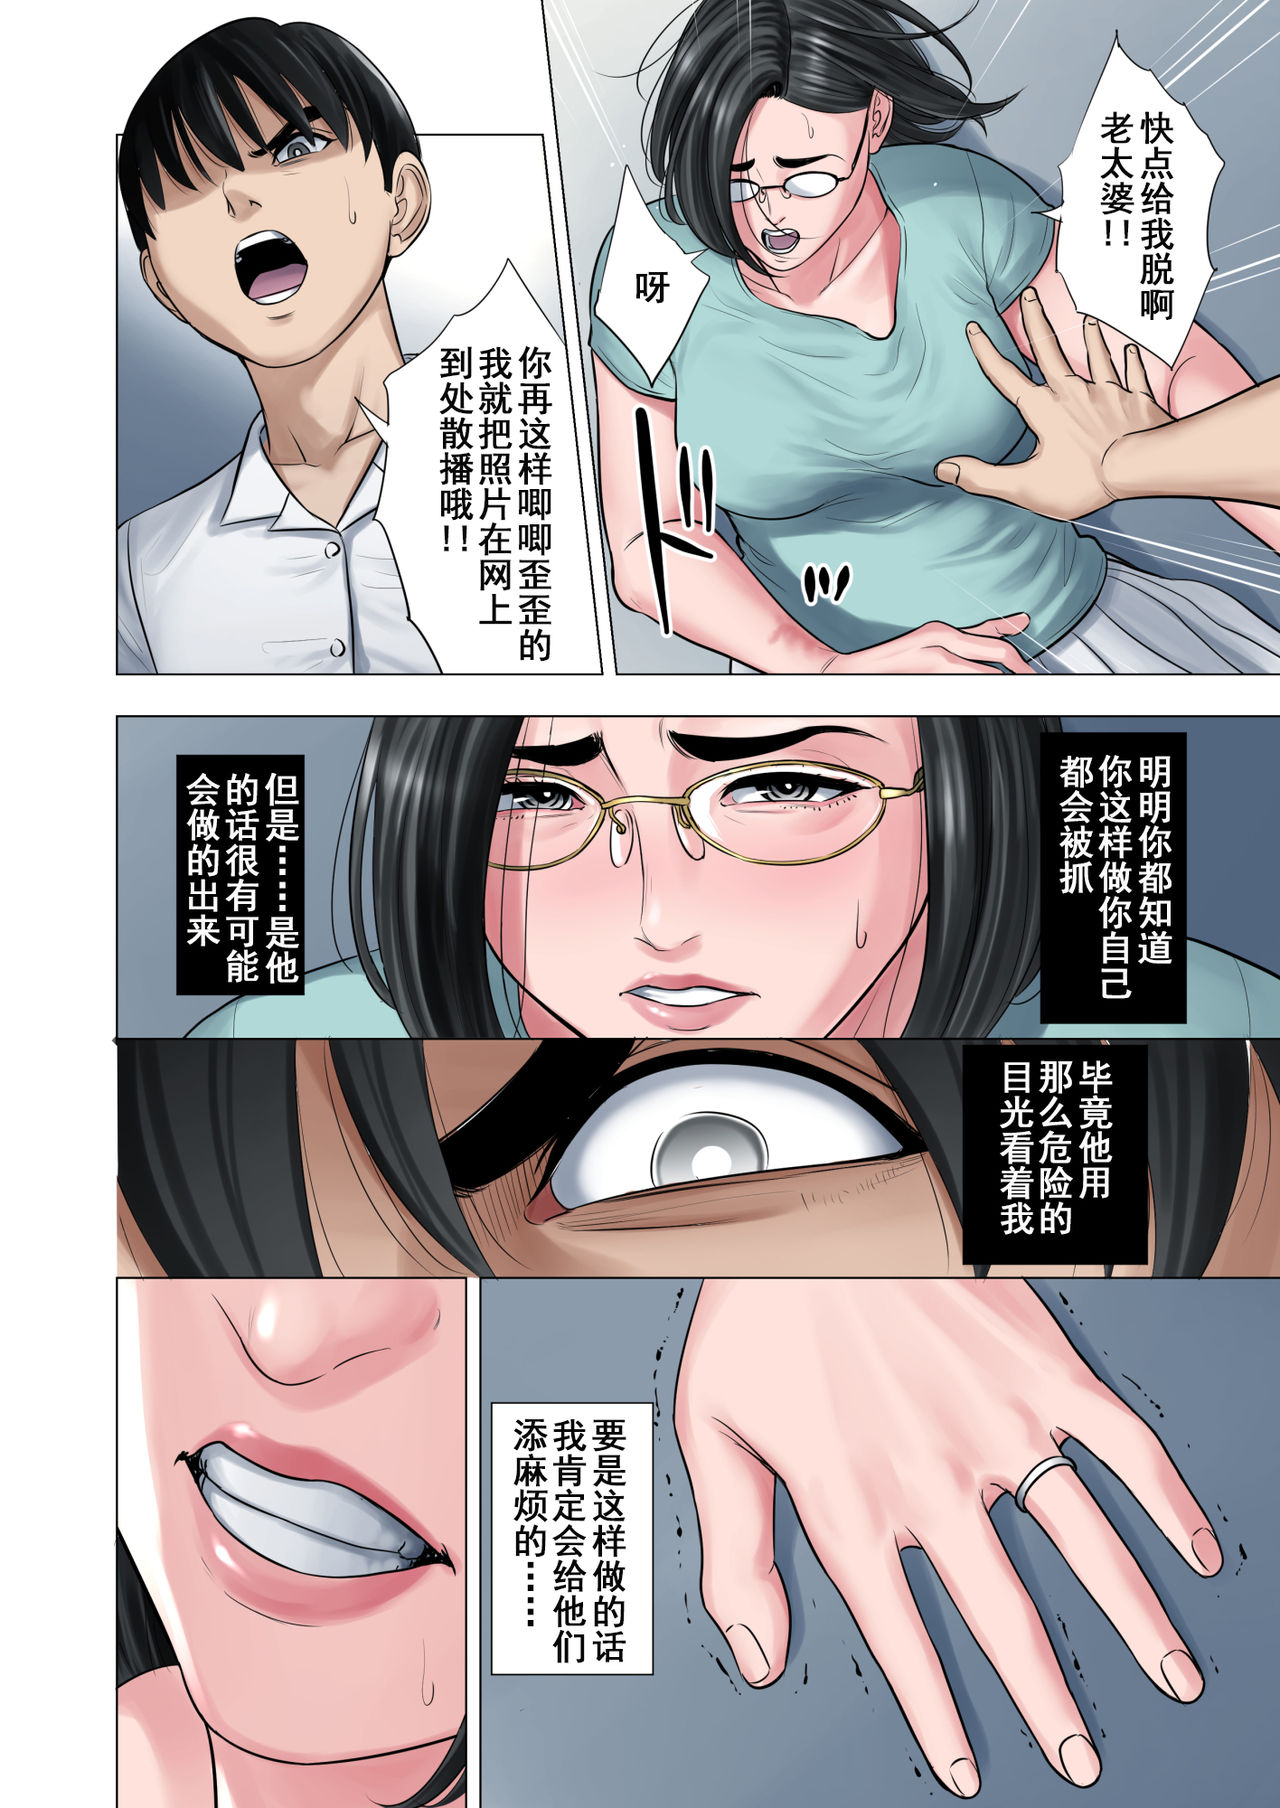 快点给我脱啊
老太婆!!
呀
ドッ
你再这样唧唧歪歪的
我就把照片在网上
到处散播哦!!
明明你都知道
你这样做你自己
都会被抓
但是……是他
的话很有可能
会做的出来
毕竟他用
那么危险的
目光看着我
要是这样做的话
我肯定会给他们
添麻烦的……